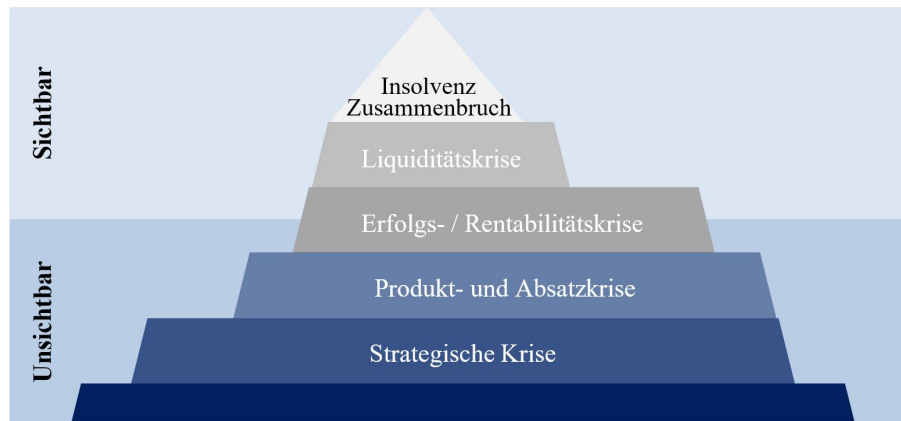 Sichtbar
Insolvenz
Zusammenbruch
Liquiditätskrise
Erfolgs- / Rentabilitätskrise
Unsichtbar
Produkt- und Absatzkrise
Strategische Krise